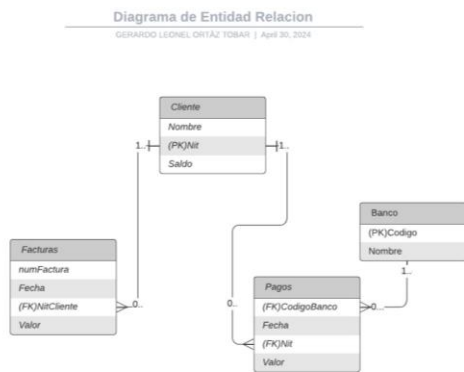 Diagrama de Entidad Relacion
GERARDO LEONEL ORTÁZ TOBAR | April 30, 2024
Cliente
Nombre
(PK)Nit
Saldo
1..
1..
Banco
(PK)Codigo
Nombre
1..
Facturas
numFactura
Fecha
(FK)NitCliente
Valor
0..
Pagos
(FK)CodigoBanco
Fecha
(FK)Nit
Valor
0..
0...